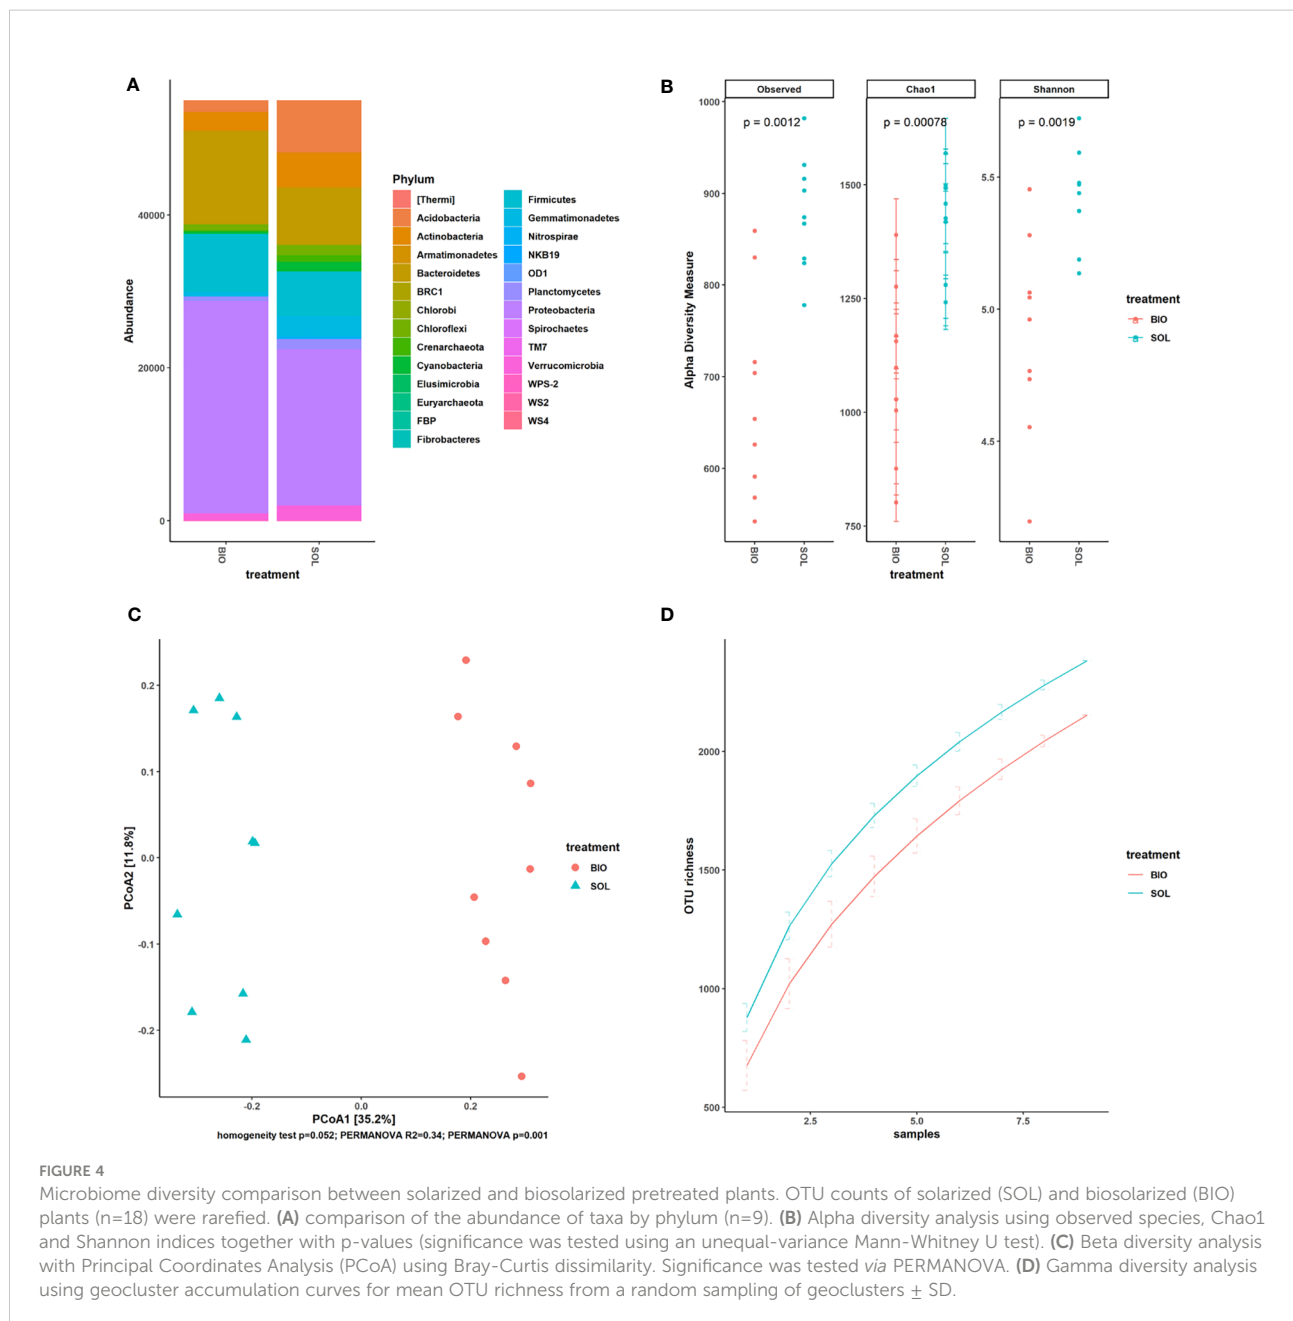 A
Abundance
40000
20000
0
BIO
SOL
treatment
Phylum
[Thermi]
Acidobacteria
Actinobacteria
Armatimonadetes
Bacteroidetes
BRC1
Chlorobi
Chloroflexi
Crenarchaeota
Cyanobacteria
Elusimicrobia
Euryarchaeota
FBP
Fibrobacteres
Firmicutes
Gemmatimonadetes
Nitrospirae
NKB19
OD1
Planctomycetes
Proteobacteria
Spirochaetes
TM7
Verrucomicrobia
WPS-2
WS2
WS4
B
Alpha Diversity Measure
Observed
p = 0.0012
1000
900
800
700
600
BIO
SOL
Chao1
p = 0.00078
1500
1250
1000
750
BIO
SOL
Shannon
p = 0.0019
5.5
5.0
4.5
BIO
SOL
treatment
treatment
BIO
SOL
C
PCoA2 [11.8%]
0.2
0.1
0.0
-0.1
-0.2
-0.2
0.0
0.2
PCoA1 [35.2%]
homogeneity test p=0.052; PERMANOVA R2=0.34; PERMANOVA p=0.001
treatment
BIO
SOL
D
OTU richness
2000
1500
1000
500
2.5
5.0
7.5
samples
treatment
BIO
SOL
FIGURE 4
Microbiome diversity comparison between solarized and biosolarized pretreated plants. OTU counts of solarized (SOL) and biosolarized (BIO)
plants (n=18) were rarefied. (A) comparison of the abundance of taxa by phylum (n=9). (B) Alpha diversity analysis using observed species, Chao1
and Shannon indices together with p-values (significance was tested using an unequal-variance Mann-Whitney U test). (C) Beta diversity analysis
with Principal Coordinates Analysis (PCoA) using Bray-Curtis dissimilarity. Significance was tested via PERMANOVA. (D) Gamma diversity analysis
using geocluster accumulation curves for mean OTU richness from a random sampling of geoclusters ± SD.